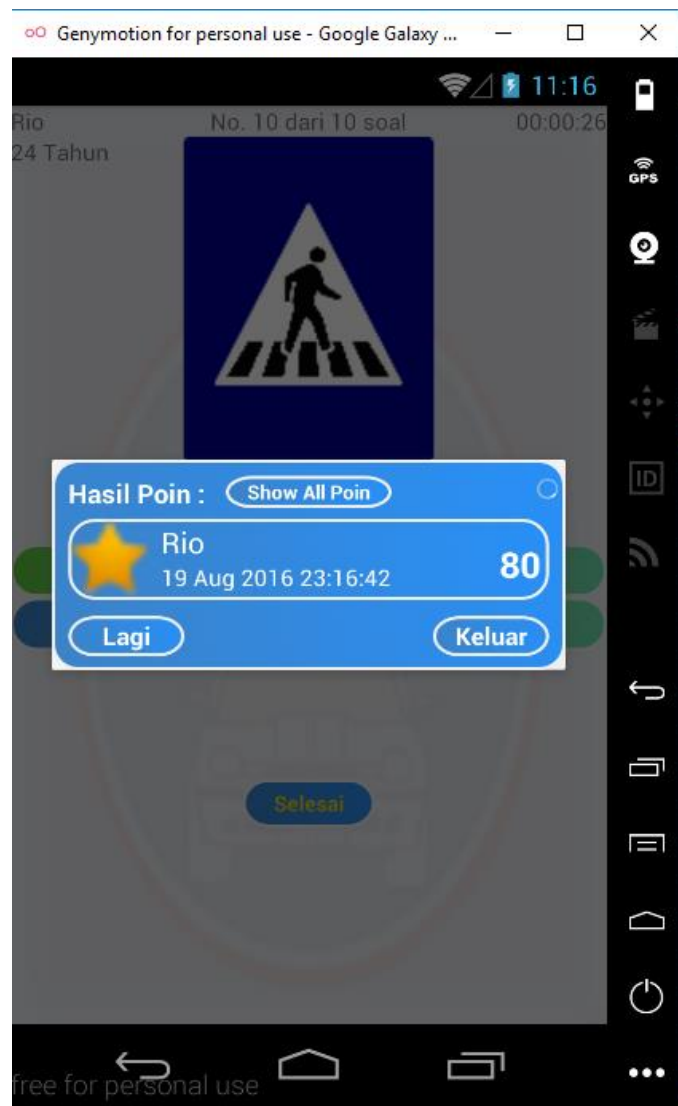 Genymotion for personal use - Google Galaxy ...
11:16
Rio No. 10 dari 10 soal 00:00:26
24 Tahun
GPS
Hasil Poin : Show All Poin
ID
Rio
19 Aug 2016 23:16:42 80
Lagi Keluar
Selesai
free for personal use